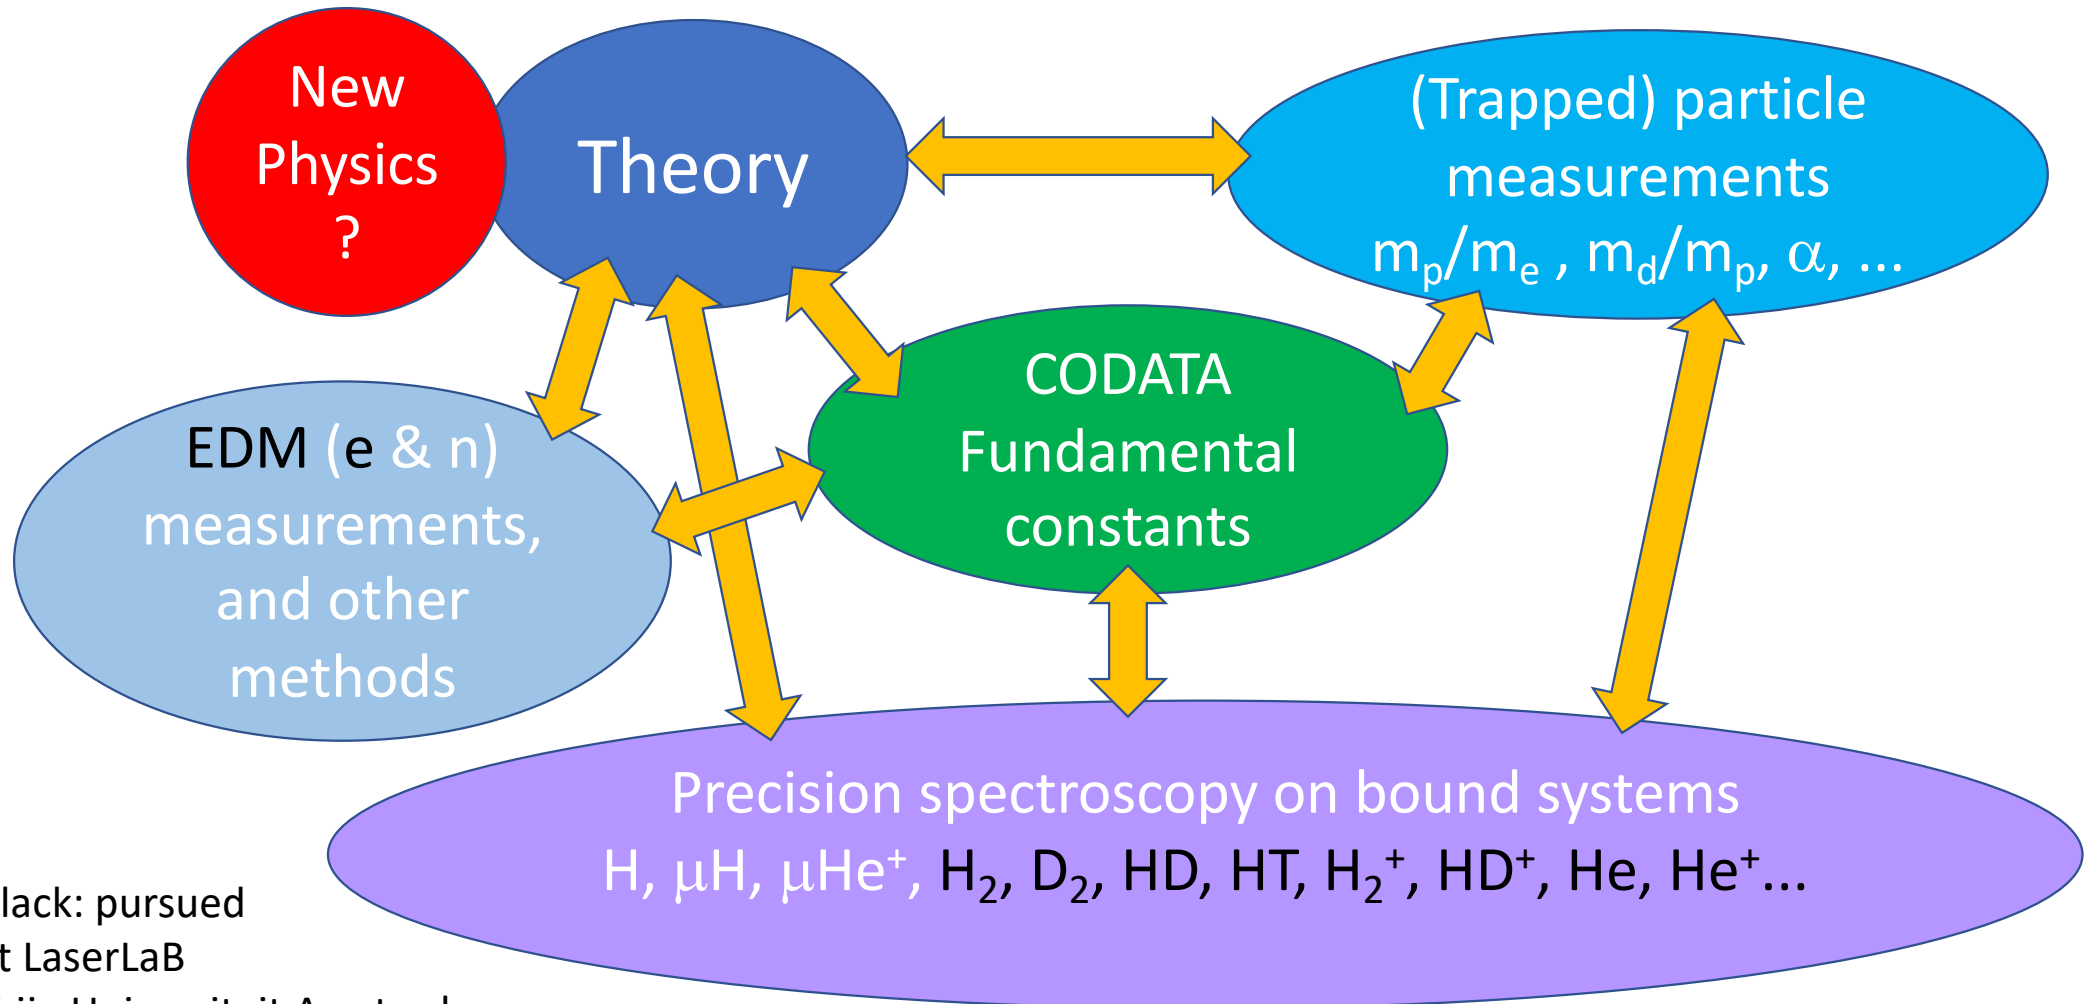 New
Physics
?
Theory
(Trapped) particle
measurements
mₚ/mₑ , m_d/mₚ, α, ...
CODATA
Fundamental
constants
EDM (e & n)
measurements,
and other
methods
Precision spectroscopy on bound systems
H, μH, μHe⁺, H₂, D₂, HD, HT, H₂⁺, HD⁺, He, He⁺...
lack: pursued
t LaserLaB